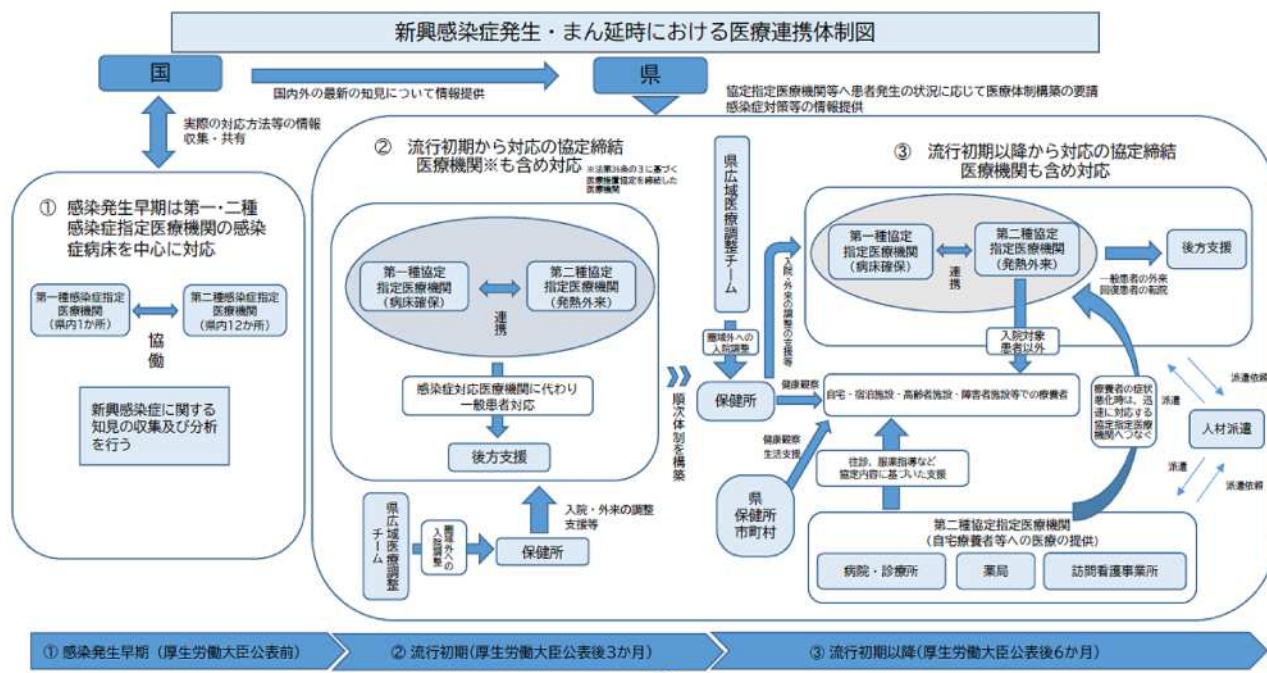 新興感染症発生・まん延時における医療連携体制図
国
県
国内外の最新の知見について情報提供
協定指定医療機関等へ患者発生の状況に応じて医療体制構築の要請
感染症対策等の情報提供
実際の対応方法等の情報
収集・共有
① 感染発生早期は第一・二種
感染症指定医療機関の感染
症病床を中心に対応
第一種感染症指定
医療機関
(県内1か所)
第二種感染症指定
医療機関
(県内12か所)
協働
新興感染症に関する
知見の収集及び分析
を行う
② 流行初期から対応の協定締結
医療機関※も含め対応
※法第36条の3に基づく
医療措置協定を締結した
医療機関
第一種協定
指定医療機関
(病床確保)
第二種協定
指定医療機関
(発熱外来)
連携
感染症対応医療機関に代わり
一般患者対応
後方支援
入院・外来の調整
支援等
県広域医療調整
チーム
圏域外への
入院調整
保健所
順次体制を構築
県広域医療調整チーム
圏域外への
入院調整
保健所
入院・外来の調整の支援等
健康観察
健康観察
生活支援
県
保健所
市町村
③ 流行初期以降から対応の協定締結
医療機関も含め対応
第一種協定
指定医療機関
(病床確保)
第二種協定
指定医療機関
(発熱外来)
連携
後方支援
一般患者の外来
回復患者の転院
入院対象
患者以外
自宅・宿泊施設・高齢者施設・障害者施設等での療養者
療養者の症状
悪化時は、迅
速に対応する
協定指定医療
機関へつなぐ
派遣依頼
派遣
人材派遣
派遣
派遣依頼
往診、服薬指導など
協定内容に基づいた支援
第二種協定指定医療機関
(自宅療養者等への医療の提供)
病院・診療所
薬局
訪問看護事業所
① 感染発生早期(厚生労働大臣公表前)
② 流行初期(厚生労働大臣公表後3か月)
③ 流行初期以降(厚生労働大臣公表後6か月)